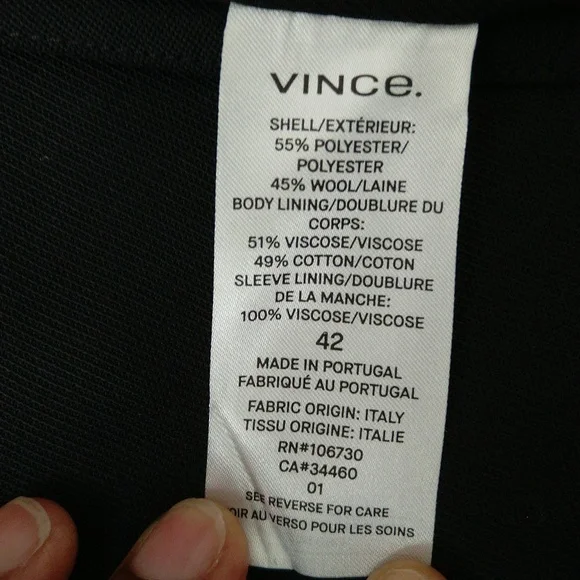 VINCE.
SHELL/EXTÉRIEUR:
55% POLYESTER/
POLYESTER
45% WOOL/LAINE
BODY LINING/DOUBLURE DU
CORPS:
51% VISCOSE/VISCOSE
49% COTTON/COTON
SLEEVE LINING/DOUBLURE
DE LA MANCHE:
100% VISCOSE/VISCOSE
42
MADE IN PORTUGAL
FABRIQUÉ AU PORTUGAL
FABRIC ORIGIN: ITALY
TISSU ORIGINE: ITALIE
RN#106730
CA#34460
01
SEE REVERSE FOR CARE
OIR AU VERSO POUR LES SOINS